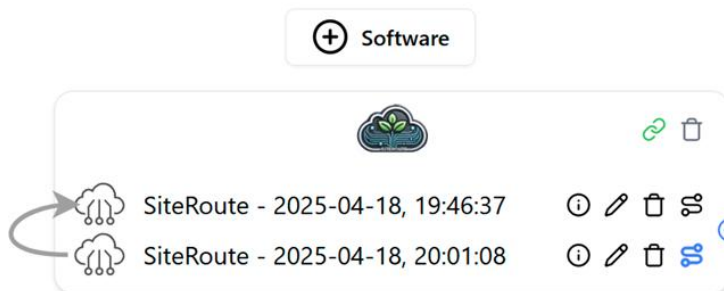 Software
SiteRoute - 2025-04-18, 19:46:37
SiteRoute - 2025-04-18, 20:01:08